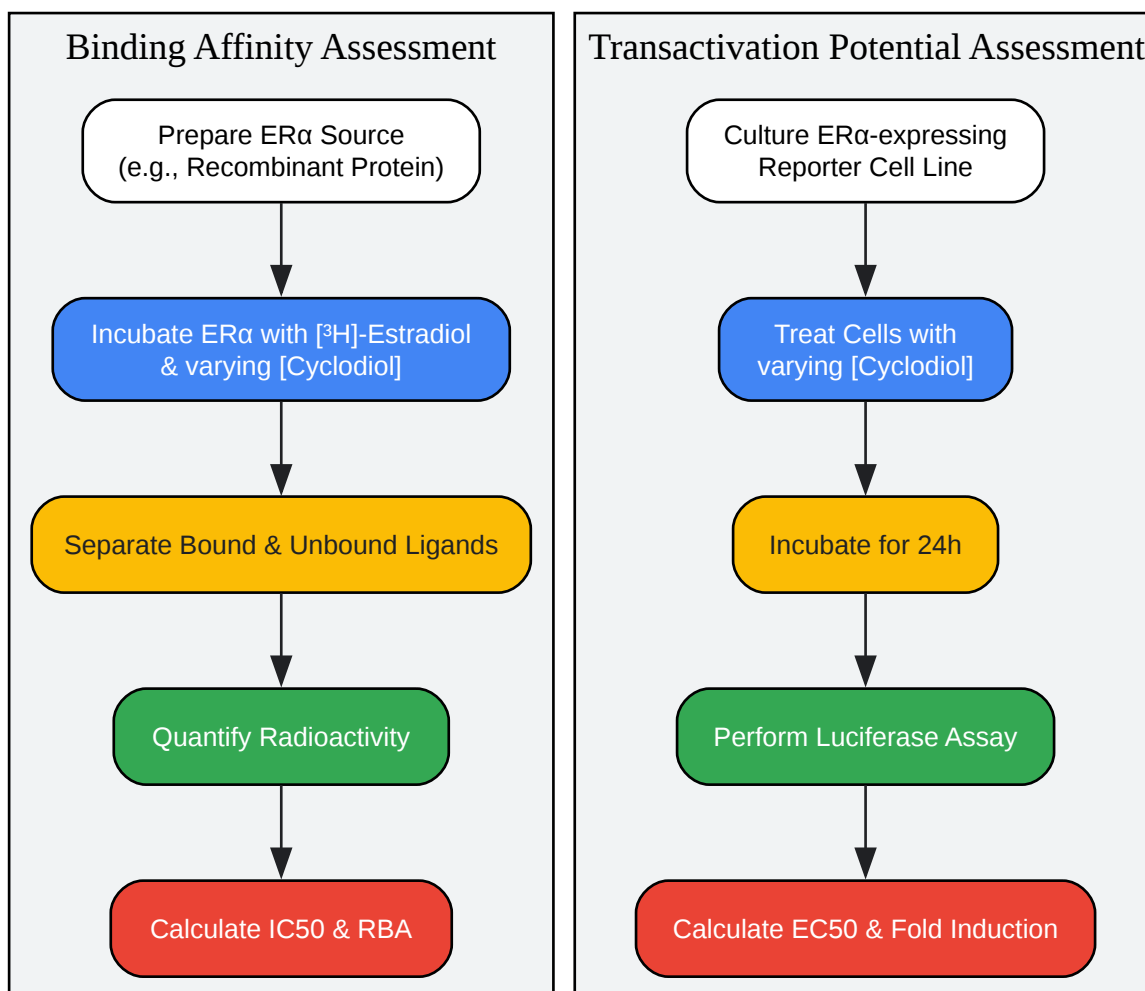 Binding Affinity Assessment
Prepare ERα Source
(e.g., Recombinant Protein)
Incubate ERα with [³H]-Estradiol
& varying [Cyclodiol]
Separate Bound & Unbound Ligands
Quantify Radioactivity
Calculate IC50 & RBA
Transactivation Potential Assessment
Culture ERα-expressing
Reporter Cell Line
Treat Cells with
varying [Cyclodiol]
Incubate for 24h
Perform Luciferase Assay
Calculate EC50 & Fold Induction